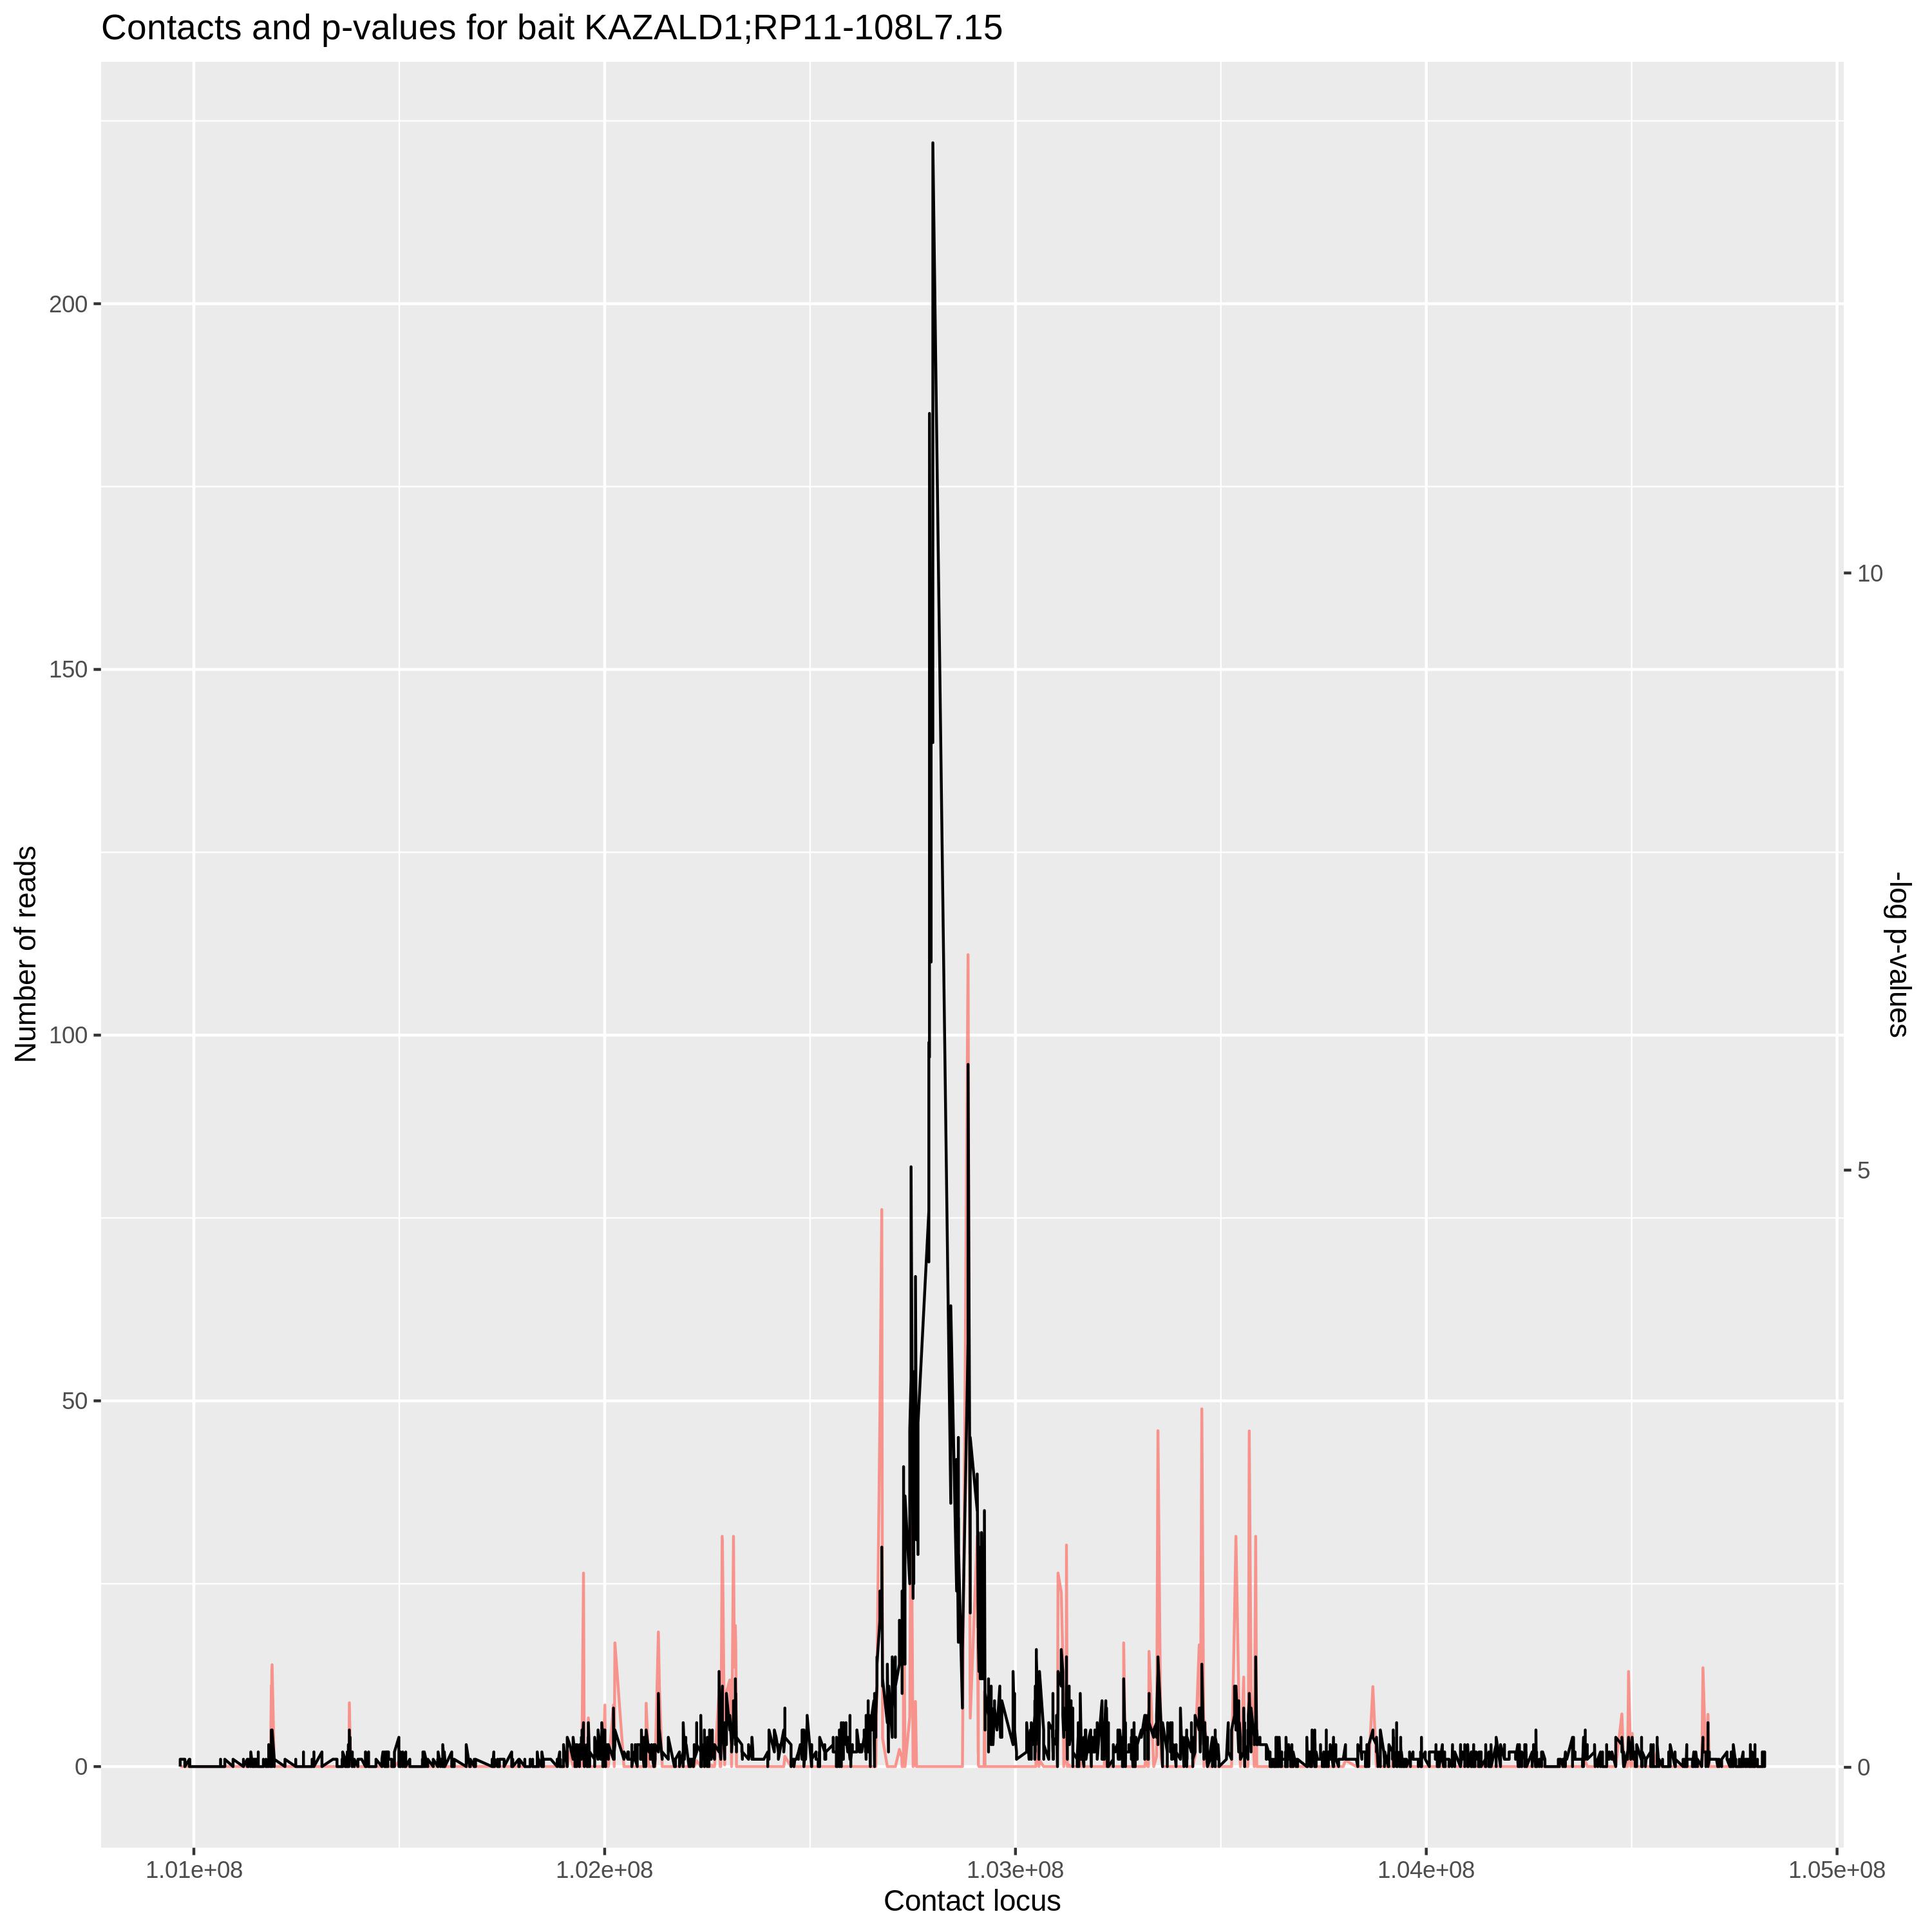 Contacts and p-values for bait KAZALD1;RP11-108L7.15
200
150
100
50
0
Number of reads
10
5
0
-log p-values
1.01e+08 1.02e+08 1.03e+08 1.04e+08 1.05e+08
Contact locus